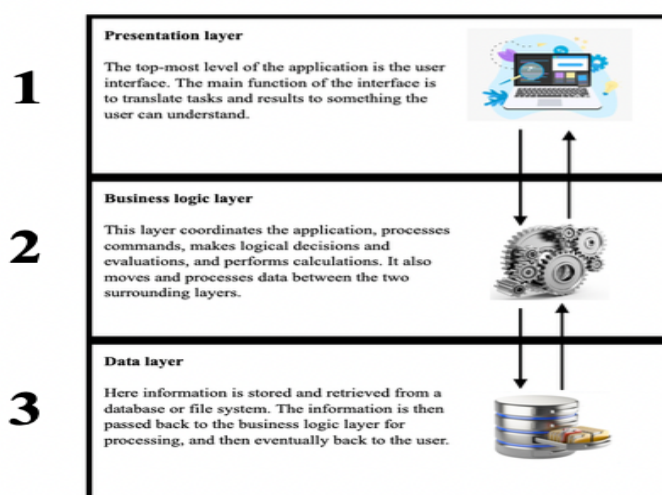 1
Presentation layer
The top-most level of the application is the user
interface. The main function of the interface is
to translate tasks and results to something the
user can understand.
2
Business logic layer
This layer coordinates the application, processes
commands, makes logical decisions and
evaluations, and performs calculations. It also
moves and processes data between the two
surrounding layers.
3
Data layer
Here information is stored and retrieved from a
database or file system. The information is then
passed back to the business logic layer for
processing, and then eventually back to the user.